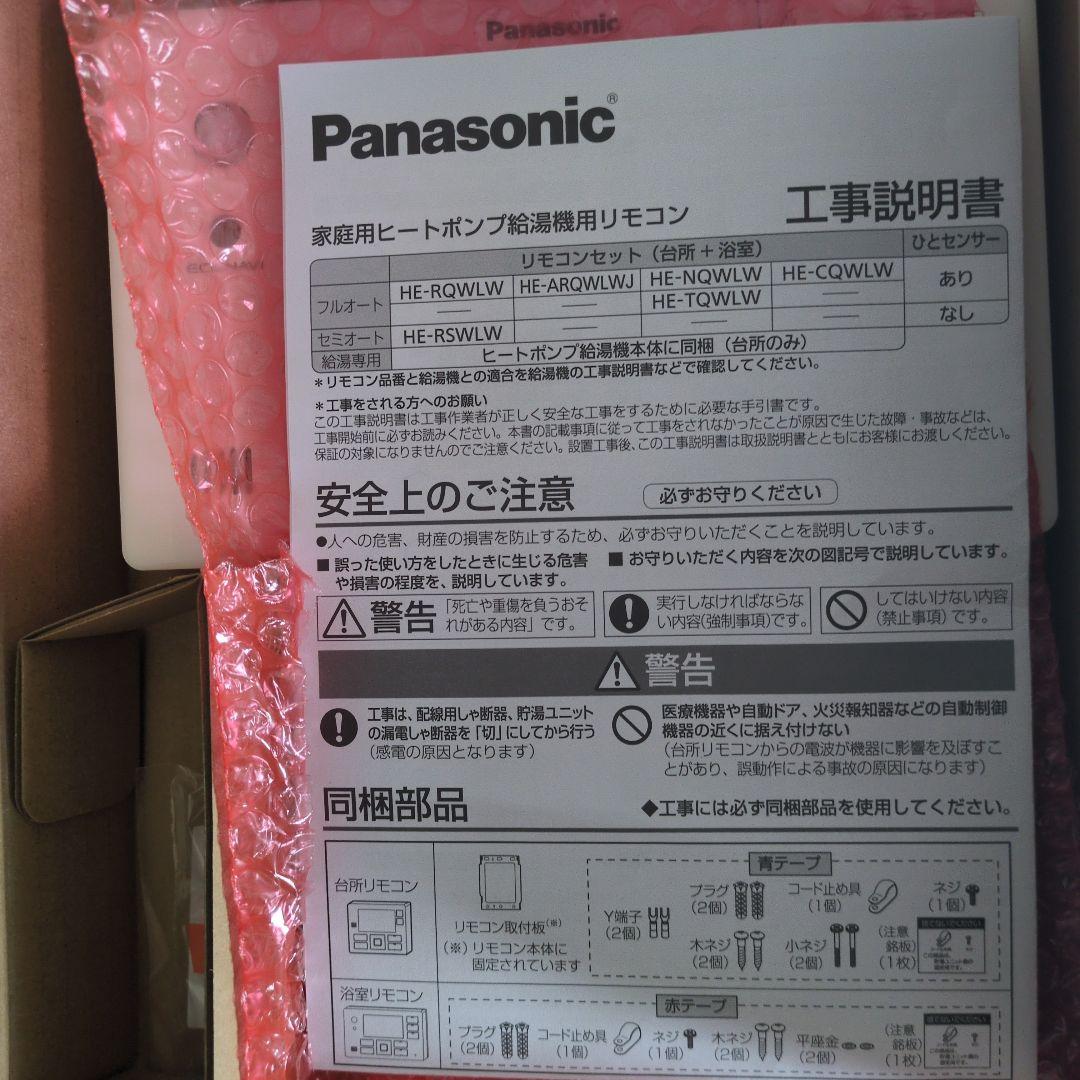 Panasonic
ECONAVI
Panasonic®
工事説明書
家庭用ヒートポンプ給湯機用リモコン
リモコンセット(台所+浴室) ひとセンサー
フルオート HE-RQWLW HE-ARQWLWJ HE-NQWLW HE-CQWLW あり
— — HE-TQWLW — なし
セミオート HE-RSWLW — — —
給湯専用 ヒートポンプ給湯機本体に同梱(台所のみ)
*リモコン品番と給湯機との適合を給湯機の工事説明書などで確認してください。
*工事をされる方へのお願い
この工事説明書は工事作業者が正しく安全な工事をするために必要な手引書です。
工事開始前に必ずお読みください。本書の記載事項に従って工事をされなかったことが原因で生じた故障・事故などは、
保証の対象になりませんのでご注意ください。設置工事後、この工事説明書は取扱説明書とともにお客様にお渡しください。
安全上のご注意 必ずお守りください
●人への危害、財産の損害を防止するため、必ずお守りいただくことを説明しています。
■誤った使い方をしたときに生じる危害
や損害の程度を、説明しています。
■お守りいただく内容を次の図記号で説明しています。
警告 「死亡や重傷を負うおそ
れがある内容」です。
実行しなければならな
い内容(強制事項)です。
してはいけない内容
(禁止事項)です。
警告
工事は、配線用しゃ断器、貯湯ユニット
の漏電しゃ断器を「切」にしてから行う
(感電の原因となります)
医療機器や自動ドア、火災報知器などの自動制御
機器の近くに据え付けない
(台所リモコンからの電波が機器に影響を及ぼすこ
とがあり、誤動作による事故の原因になります)
同梱部品 ◆工事には必ず同梱部品を使用してください。
台所リモコン
リモコン取付板(※)
(※)リモコン本体に
固定されています
青テープ
Y端子
(2個)
プラグ
(2個)
コード止め具
(1個)
ネジ
(1個)
木ネジ
(2個)
小ネジ
(2個)
(注意
銘板)
(1枚)
浴室リモコン
赤テープ
プラグ
(2個)
コード止め具
(1個)
ネジ
(1個)
木ネジ
(2個)
平座金
(2個)
(注意
銘板)
(1枚)